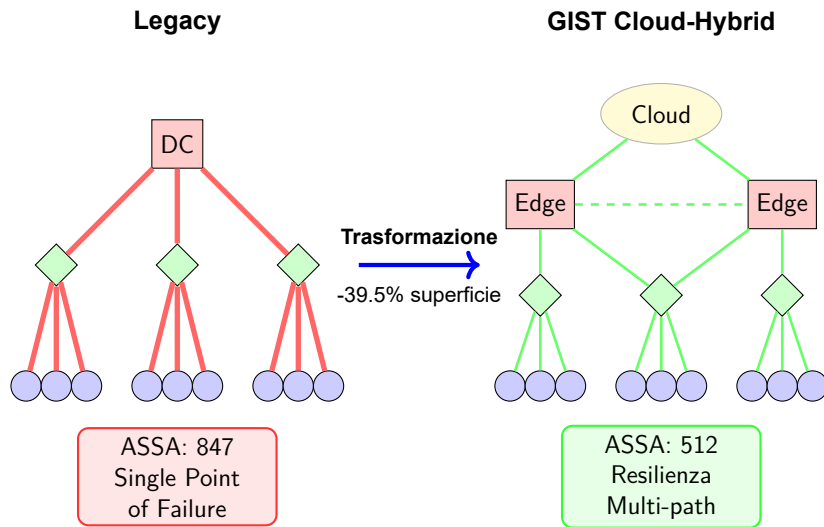 Legacy
GIST Cloud-Hybrid
DC
Cloud
Edge
Edge
Trasformazione
-39.5% superficie
ASSA: 847
Single Point
of Failure
ASSA: 512
Resilienza
Multi-path